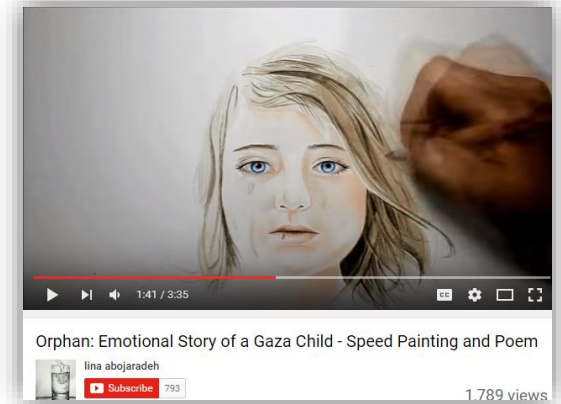 1:41 / 3:35
CC
Orphan: Emotional Story of a Gaza Child - Speed Painting and Poem
lina abojaradeh
Subscribe 793
1,789 views